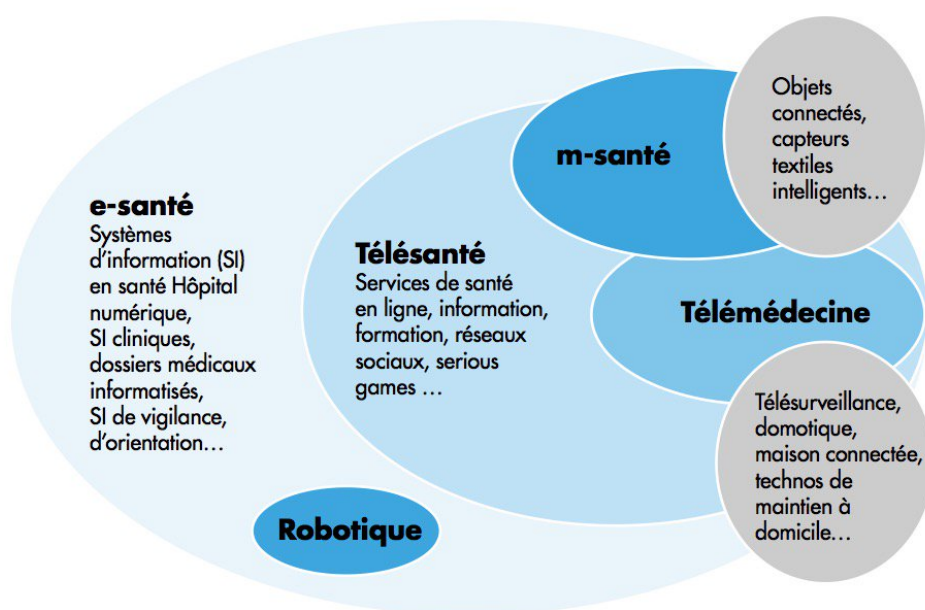 e-santé
Systèmes
d'information (SI)
en santé Hôpital
numérique,
SI cliniques,
dossiers médicaux
informatisés,
SI de vigilance,
d'orientation…
Télésanté
Services de santé
en ligne, information,
formation, réseaux
sociaux, serious
games …
m-santé
Objets
connectés,
capteurs
textiles
intelligents…
Télémédecine
Télésurveillance,
domotique,
maison connectée,
technos de
maintien à
domicile…
Robotique